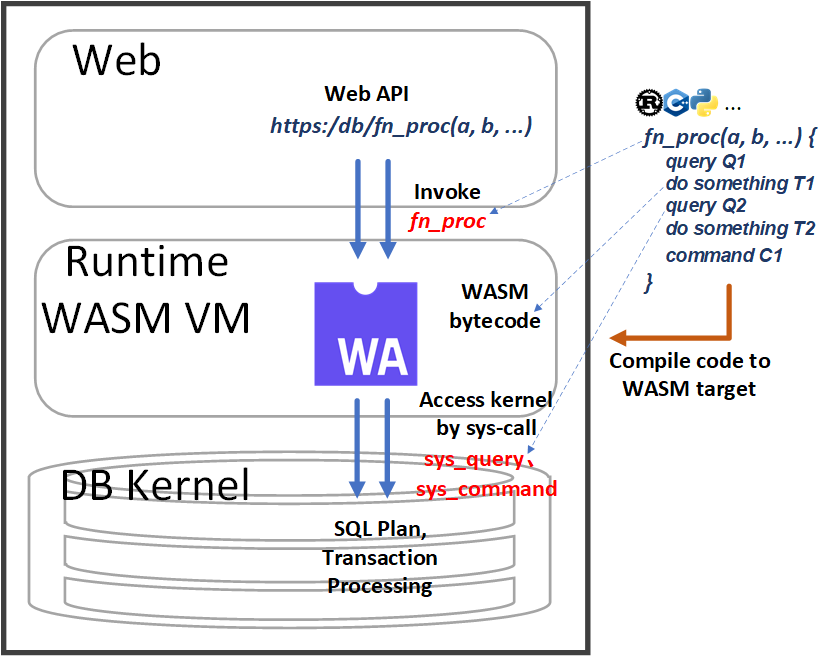 Web
Web API
https:/db/fn_proc(a, b, ...)
Invoke
fn_proc
Runtime
WASM VM
WA
WASM
bytecode
Access kernel
by sys-call
sys_query、
sys_command
DB Kernel
SQL Plan,
Transaction
Processing
R C++ ...
fn_proc(a, b, ...) {
query Q1
do something T1
query Q2
do something T2
command C1
}
Compile code to
WASM target